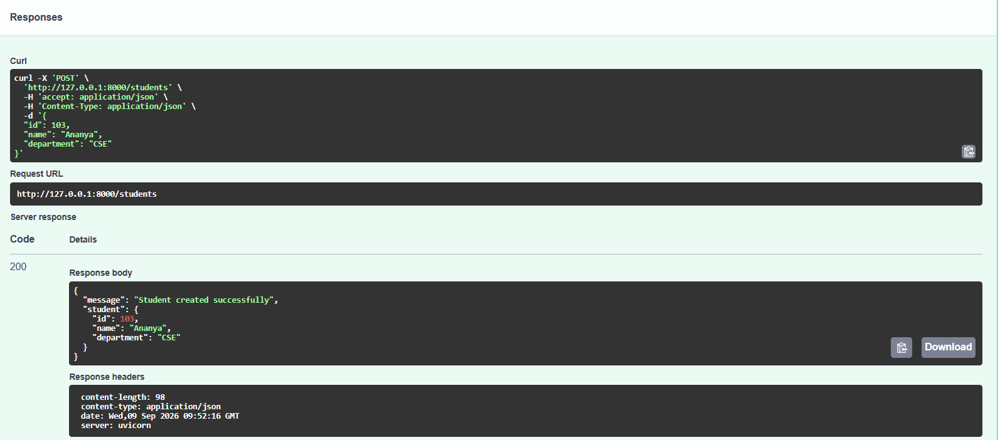 Responses
Curl
curl -X 'POST' \
  'http://127.0.0.1:8000/students' \
  -H 'accept: application/json' \
  -H 'Content-Type: application/json' \
  -d '{
  "id": 103,
  "name": "Ananya",
  "department": "CSE"
}'
Request URL
http://127.0.0.1:8000/students
Server response
Code Details
200
Response body
{
  "message": "Student created successfully",
  "student": {
    "id": 103,
    "name": "Ananya",
    "department": "CSE"
  }
}
Download
Response headers
content-length: 98
content-type: application/json
date: Wed,09 Sep 2026 09:52:16 GMT
server: uvicorn